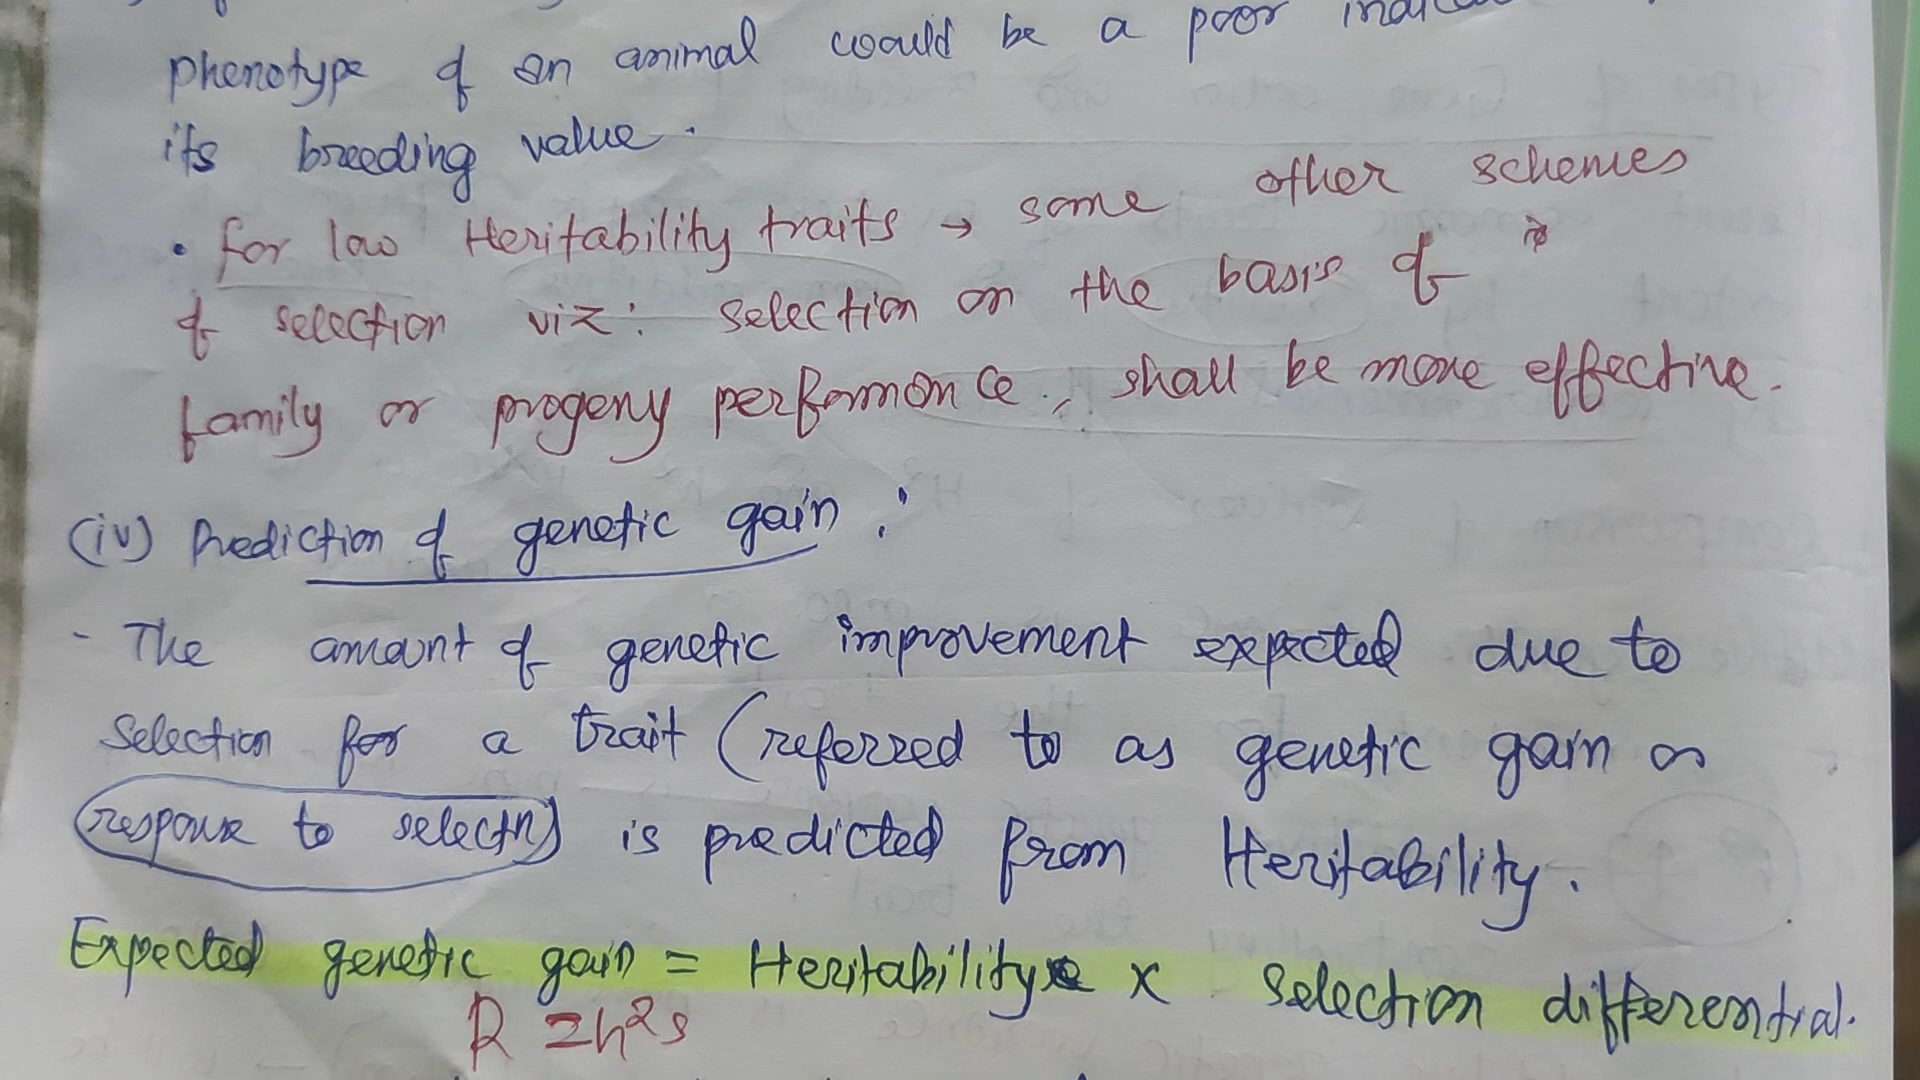 phenotype of an animal would be a poor
its breeding value.
• for low Heritability traits → some other schemes
of selection viz: selection on the basis of
family or progeny performance, shall be more effective.
(iv) Prediction of genetic gain :
- The amount of genetic improvement expected due to
selection for a trait (referred to as genetic gain or
response to selectn) is predicted from Heritability.
Expected genetic gain = Heritability x selection differential.
R = h²s